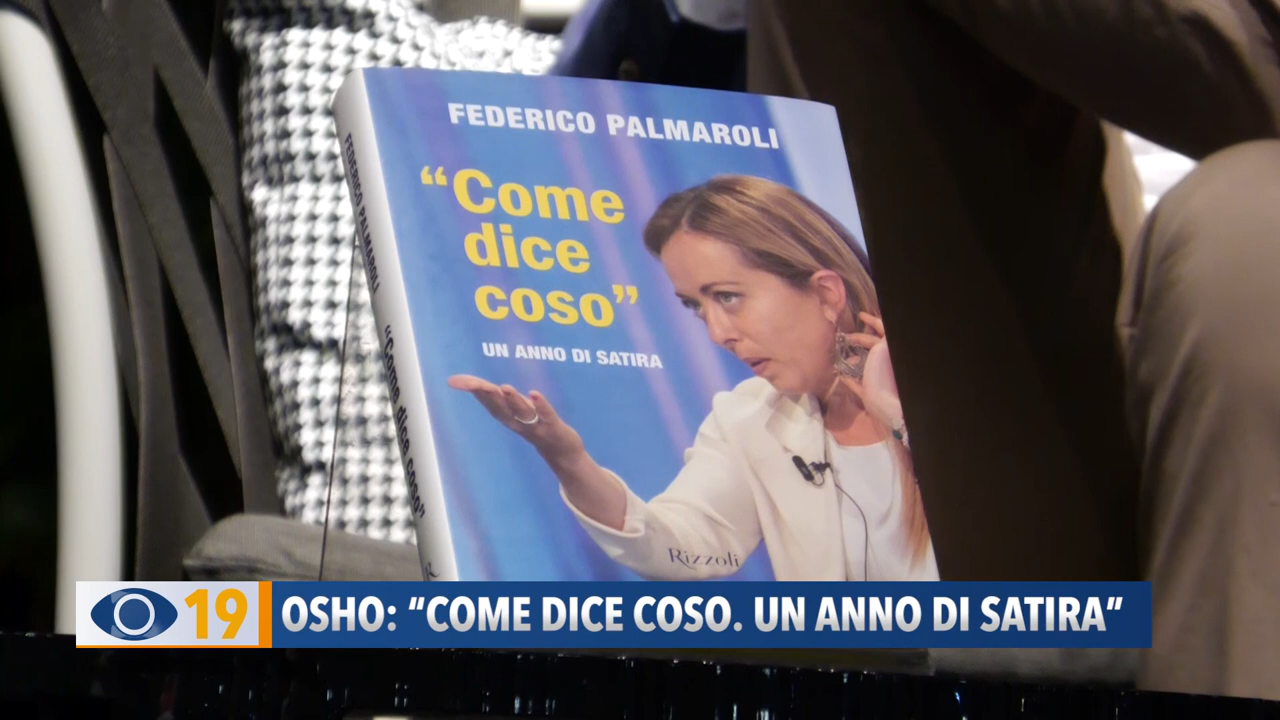 FEDERICO PALMAROLI
“Come
dice
coso”
UN ANNO DI SATIRA
Rizzoli
FEDERICO PALMAROLI
“Come dice coso”
19
OSHO: “COME DICE COSO. UN ANNO DI SATIRA”